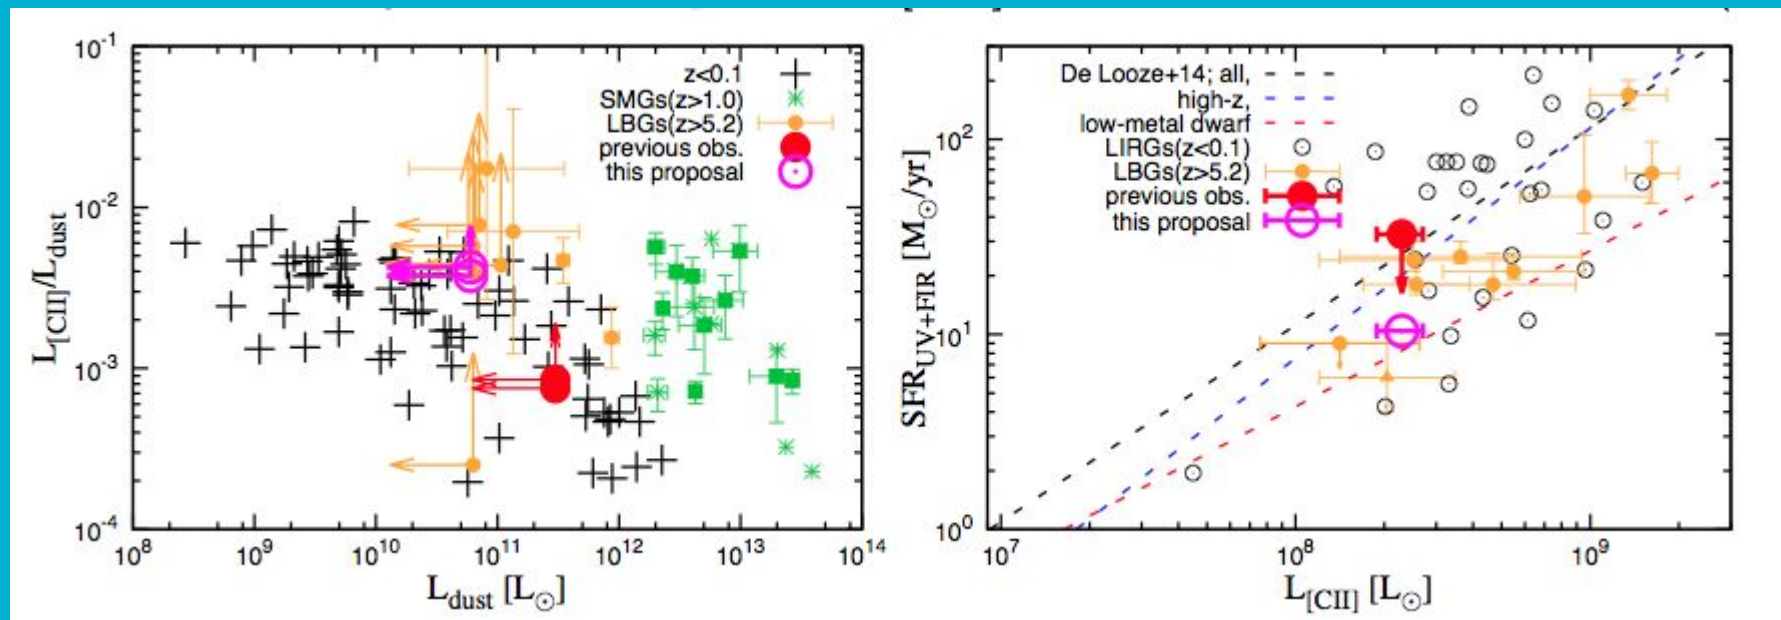 10^-1
10^-2
10^-3
10^-4
L[CII]/Ldust
z<0.1
SMGs(z>1.0)
LBGs(z>5.2)
previous obs.
this proposal
10^8 10^9 10^10 10^11 10^12 10^13 10^14
Ldust [L⊙]
10^2
10^1
10^0
SFRUV+FIR [M⊙/yr]
De Looze+14; all,
high-z,
low-metal dwarf
LIRGs(z<0.1)
LBGs(z>5.2)
previous obs.
this proposal
10^7 10^8 10^9
L[CII] [L⊙]